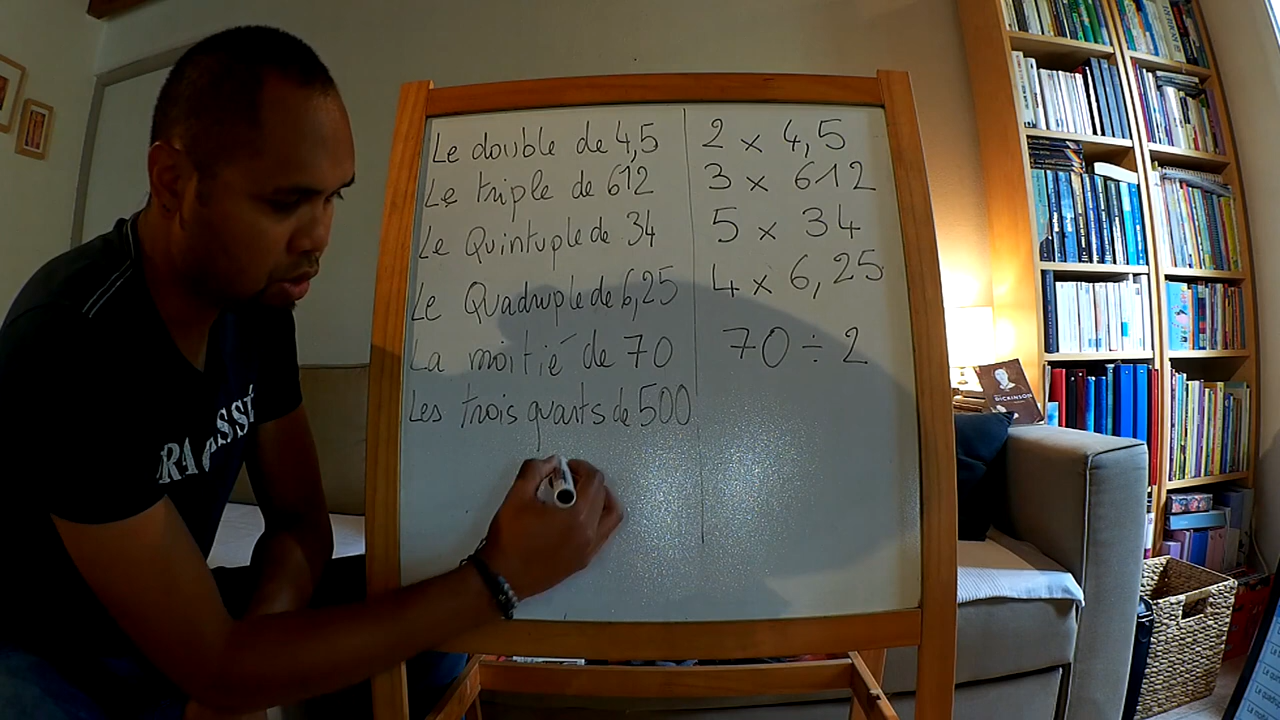 Le double de 4,5 2 × 4,5
Le triple de 612 3 × 612
Le Quintuple de 34 5 × 34
Le Quadruple de 6,25 4 × 6,25
La moitié de 70 70 ÷ 2
Les trois quarts de 500
DICKINSON